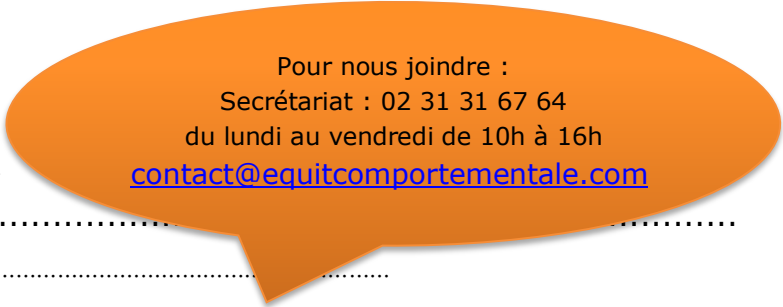 Pour nous joindre :
Secrétariat : 02 31 31 67 64
du lundi au vendredi de 10h à 16h
contact@equitcomportementale.com